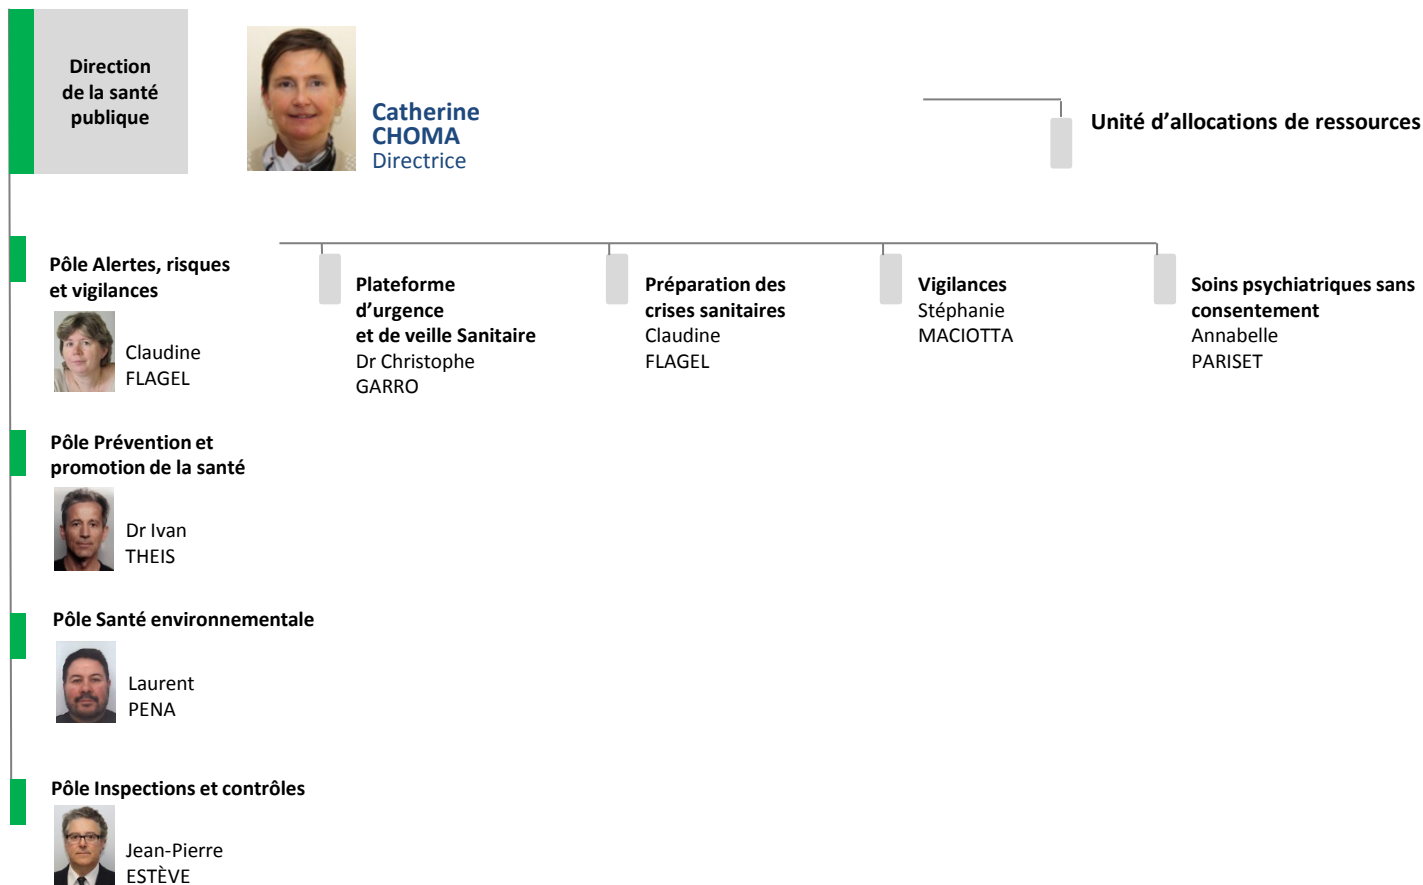 Direction
de la santé
publique
Catherine
CHOMA
Directrice
Unité d’allocations de ressources
Pôle Alertes, risques
et vigilances
Claudine
FLAGEL
Plateforme
d’urgence
et de veille Sanitaire
Dr Christophe
GARRO
Préparation des
crises sanitaires
Claudine
FLAGEL
Vigilances
Stéphanie
MACIOTTA
Soins psychiatriques sans
consentement
Annabelle
PARISET
Pôle Prévention et
promotion de la santé
Dr Ivan
THEIS
Pôle Santé environnementale
Laurent
PENA
Pôle Inspections et contrôles
Jean-Pierre
ESTÈVE